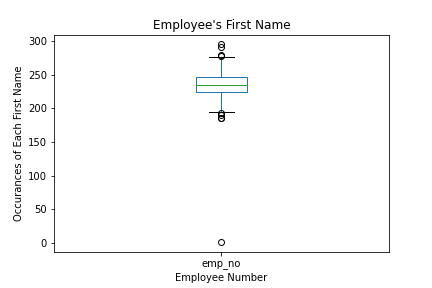 Employee's First Name
Occurances of Each First Name
300
250
200
150
100
50
0
emp_no
Employee Number